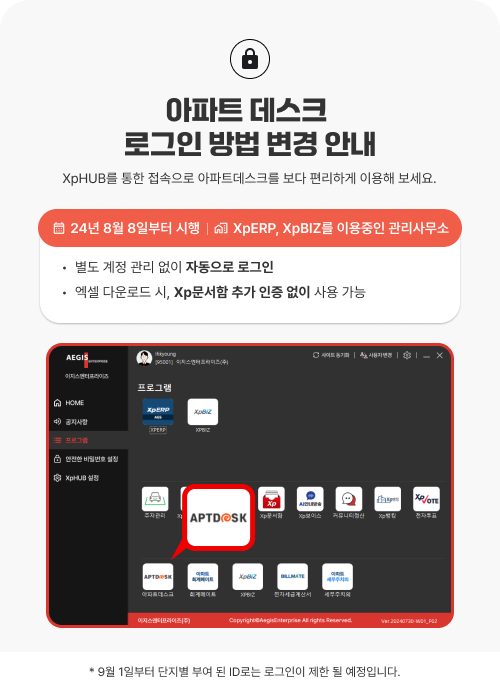 아파트 데스크
로그인 방법 변경 안내
XpHUB를 통한 접속으로 아파트데스크를 보다 편리하게 이용해 보세요.
24년 8월 8일부터 시행 | XpERP, XpBIZ를 이용중인 관리사무소
• 별도 계정 관리 없이 자동으로 로그인
• 엑셀 다운로드 시, Xp문서함 추가 인증 없이 사용 가능
AEGIS ENTERPRISE
이지스엔터프라이즈
HOME
공지사항
프로그램
안전한 비밀번호 설정
XpHUB 설정
llkyoung
[95001] 이지스엔터프라이즈(주)
사이트 동기화 | 사용자 변경
프로그램
XpERP
XpBIZ
XPERP
XPBIZ
Xp
AI안내방송
XpVOTE
주차관리
Xp문서함
Xp보이스
커뮤니티정산
Xp뱅킹
전자투표
APTDeSK
APTDeSK
아파트 회계메이트
XpBIZ
BILLMATE
아파트 세무주치의
아파트데스크
회계메이트
XPBIZ
전자세금계산서
세무주치의
이지스엔터프라이즈(주)
Copyright©AegisEnterprise All rights Reserved.
Ver.20240730-W01_P02
* 9월 1일부터 단지별 부여 된 ID로는 로그인이 제한 될 예정입니다.